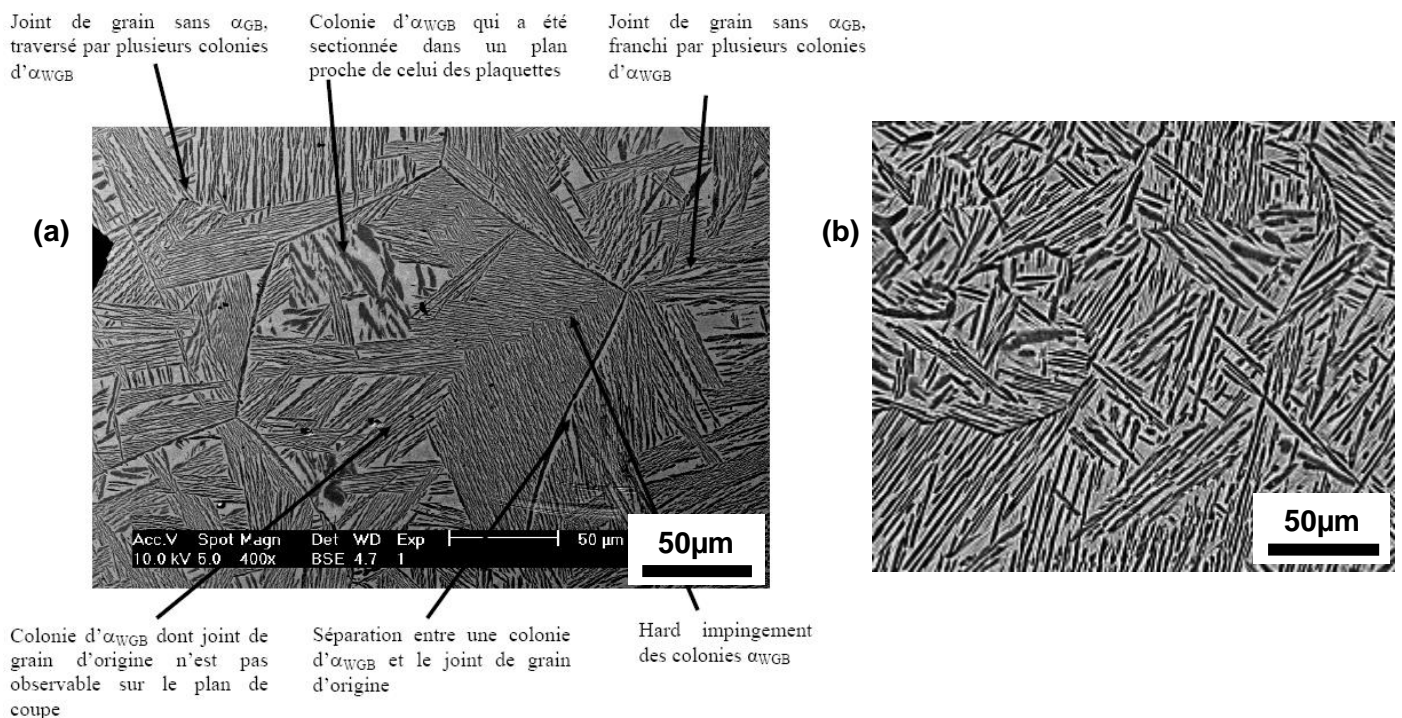 Joint de grain sans αGB,
traversé par plusieurs colonies
d'αWGB
Colonie d'αWGB qui a été
sectionnée dans un plan
proche de celui des plaquettes
Joint de grain sans αGB,
franchi par plusieurs colonies
d'αWGB
(a)
(b)
Acc.V Spot Magn Det WD Exp 50 µm
10.0 kV 5.0 400x BSE 4.7 1
50µm
50µm
Colonie d'αWGB dont joint de
grain d'origine n'est pas
observable sur le plan de
coupe
Séparation entre une colonie
d'αWGB et le joint de grain
d'origine
Hard impingement
des colonies αWGB